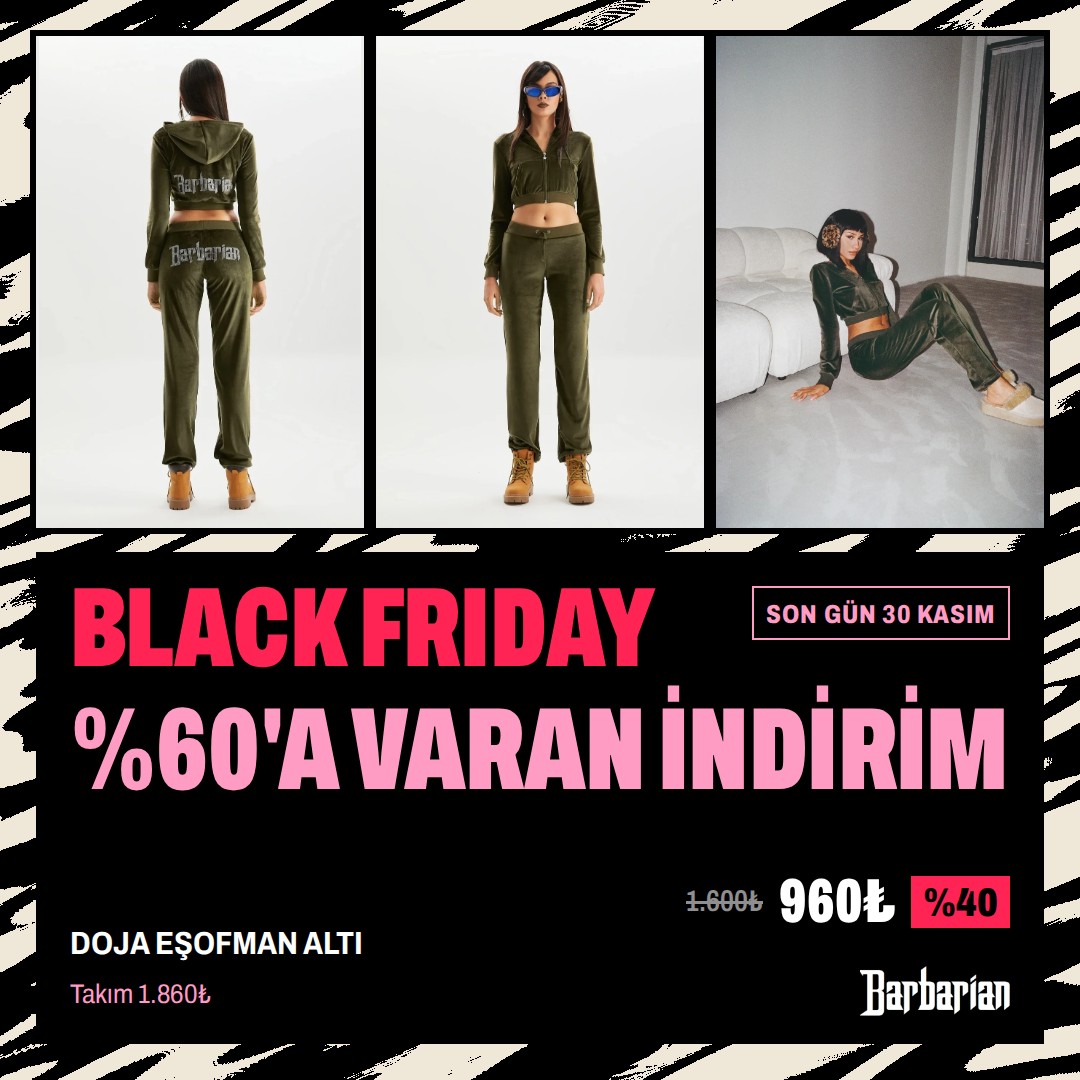 Barbarian
Barbarian
BLACK FRIDAY
SON GÜN 30 KASIM
%60'A VARAN İNDİRİM
1.600₺ 960₺ %40
DOJA EŞOFMAN ALTI
Takım 1.860₺
Barbarian